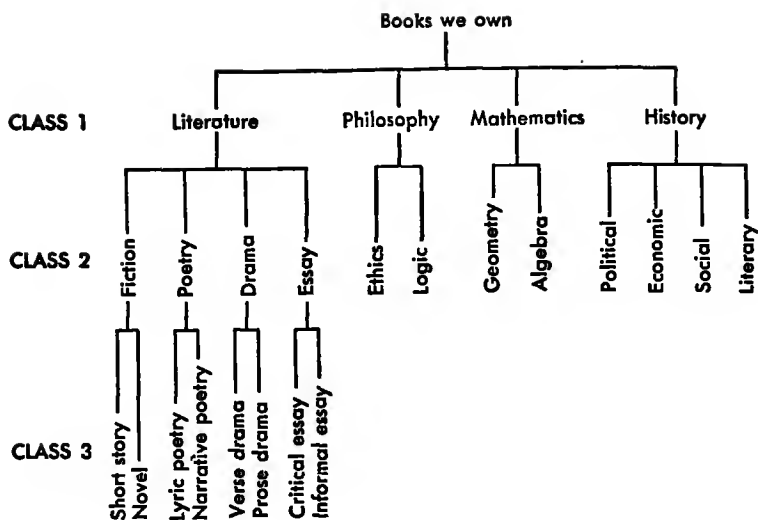 Books we own
CLASS 1
Literature
Philosophy
Mathematics
History
CLASS 2
Fiction
Poetry
Drama
Essay
Ethics
Logic
Geometry
Algebra
Political
Economic
Social
Literary
CLASS 3
Short story
Novel
Lyric poetry
Narrative poetry
Verse drama
Prose drama
Critical essay
Informal essay